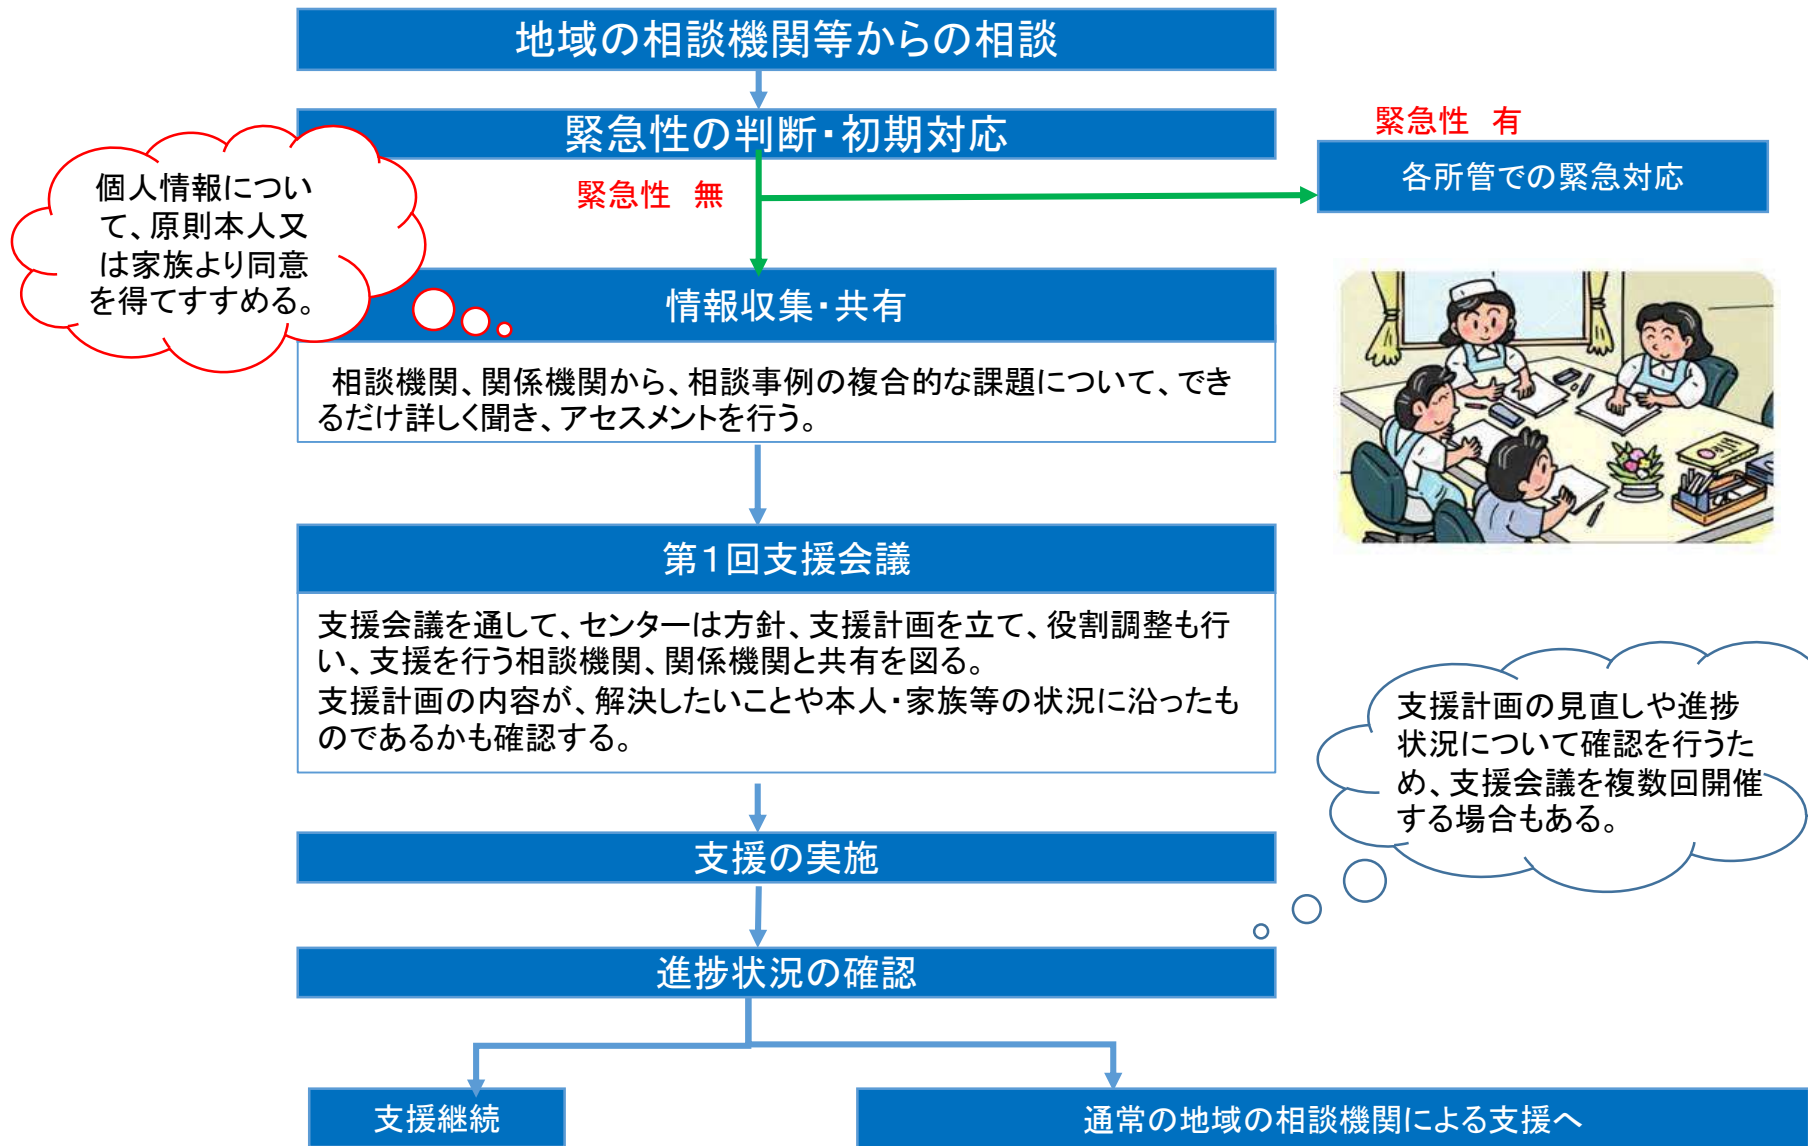 地域の相談機関等からの相談
緊急性の判断・初期対応
緊急性　有
各所管での緊急対応
緊急性　無
個人情報につい
て、原則本人又
は家族より同意
を得てすすめる。
情報収集・共有
相談機関、関係機関から、相談事例の複合的な課題について、でき
るだけ詳しく聞き、アセスメントを行う。
第１回支援会議
支援会議を通して、センターは方針、支援計画を立て、役割調整も行
い、支援を行う相談機関、関係機関と共有を図る。
支援計画の内容が、解決したいことや本人・家族等の状況に沿ったも
のであるかも確認する。
支援計画の見直しや進捗
状況について確認を行うた
め、支援会議を複数回開催
する場合もある。
支援の実施
進捗状況の確認
支援継続
通常の地域の相談機関による支援へ